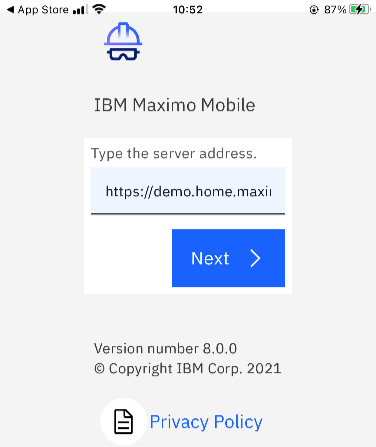 App Store 10:52 87%
IBM Maximo Mobile
Type the server address.
https://demo.home.maxi
Next
Version number 8.0.0
© Copyright IBM Corp. 2021
Privacy Policy